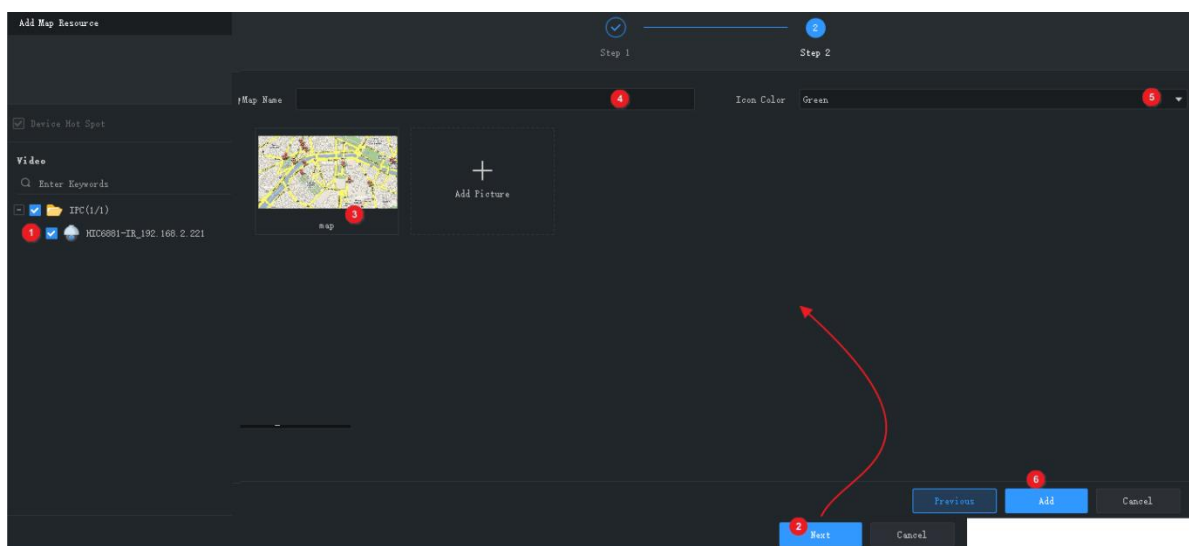 Add Map Resource
2
Step 1
Step 2
Map Name
4
Icon Color
Green
5
Device Hot Spot
Video
Enter Keywords
IPC(1/1)
1
HIC6881-IR_192.168.2.221
3
map
Add Picture
6
Previous
Add
Cancel
2
Next
Cancel